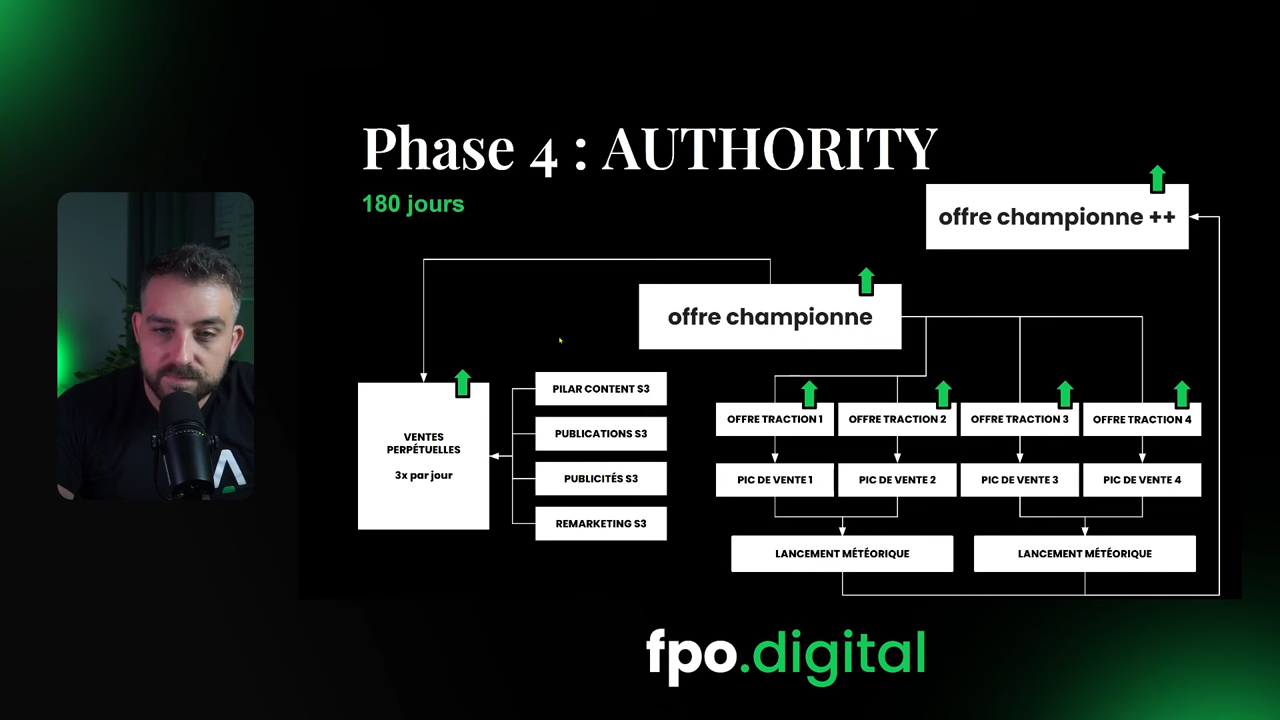 Phase 4 : AUTHORITY
180 jours
offre championne ++
offre championne
VENTES
PERPÉTUELLES
3x par jour
PILAR CONTENT S3
PUBLICATIONS S3
PUBLICITÉS S3
REMARKETING S3
OFFRE TRACTION 1
OFFRE TRACTION 2
OFFRE TRACTION 3
OFFRE TRACTION 4
PIC DE VENTE 1
PIC DE VENTE 2
PIC DE VENTE 3
PIC DE VENTE 4
LANCEMENT MÉTÉORIQUE
LANCEMENT MÉTÉORIQUE
fpo.digital